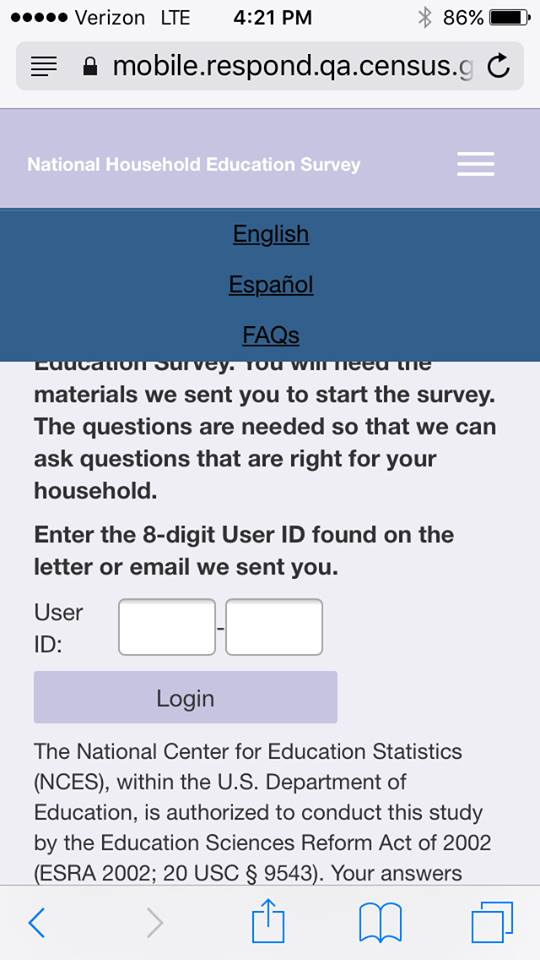 Verizon LTE 4:21 PM 86%
mobile.respond.qa.census.g
National Household Education Survey
English
Español
FAQs
Education Survey. You will need the
materials we sent you to start the survey.
The questions are needed so that we can
ask questions that are right for your
household.
Enter the 8-digit User ID found on the
letter or email we sent you.
User
ID:
-
Login
The National Center for Education Statistics
(NCES), within the U.S. Department of
Education, is authorized to conduct this study
by the Education Sciences Reform Act of 2002
(ESRA 2002; 20 USC § 9543). Your answers